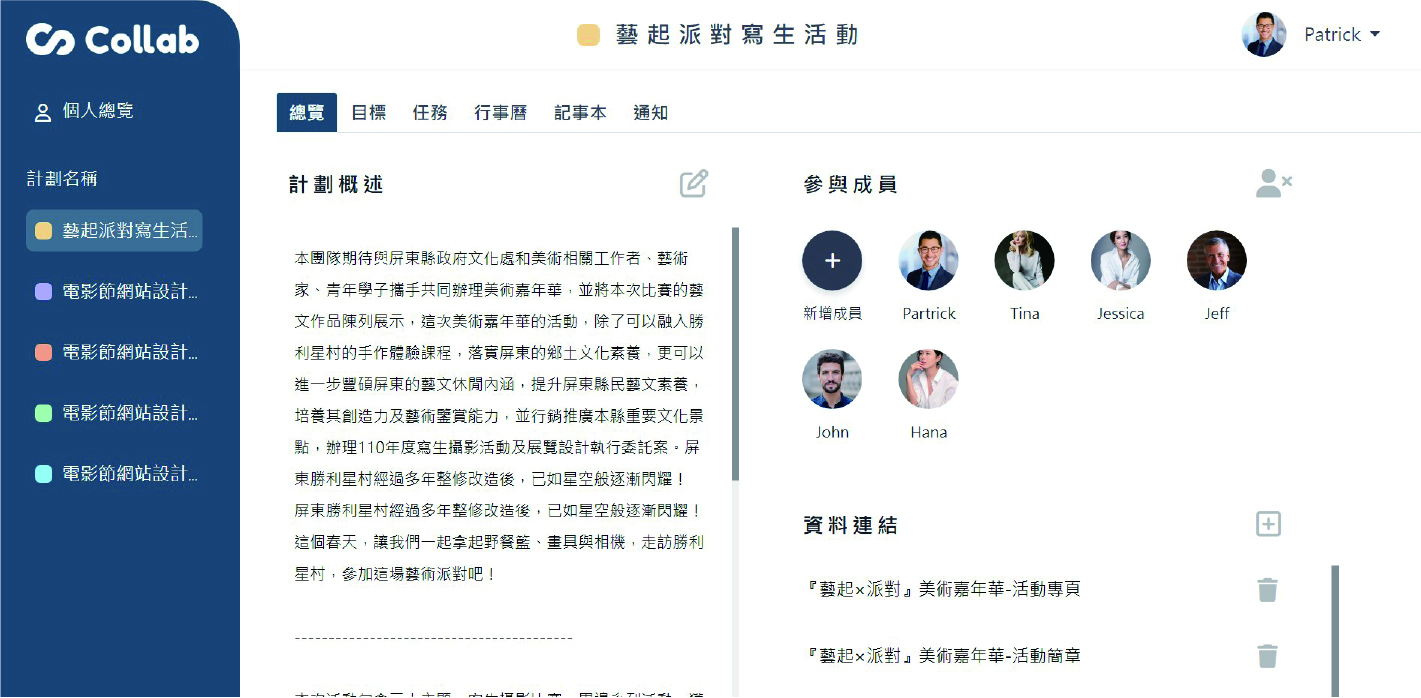 Collab
個人總覽
計劃名稱
藝起派對寫生活...
電影節網站設計...
電影節網站設計...
電影節網站設計...
電影節網站設計...
藝起派對寫生活動
Patrick
總覽 目標 任務 行事曆 記事本 通知
計劃概述
本團隊期待與屏東縣政府文化處和美術相關工作者、藝術
家、青年學子攜手共同辦理美術嘉年華，並將本次比賽的藝
文作品陳列展示，這次美術嘉年華的活動，除了可以融入勝
利星村的手作體驗課程，落實屏東的鄉土文化素養，更可以
進一步豐碩屏東的藝文休閒內涵，提升屏東縣民藝文素養，
培養其創造力及藝術鑒賞能力，並行銷推廣本縣重要文化景
點，辦理110年度寫生攝影活動及展覽設計執行委託案。屏
東勝利星村經過多年整修改造後，已如星空般逐漸閃耀！
屏東勝利星村經過多年整修改造後，已如星空般逐漸閃耀！
這個春天，讓我們一起拿起野餐籃、畫具與相機，走訪勝利
星村，參加這場藝術派對吧！
-----------------------------------------
參與成員
+
新增成員 Partrick Tina Jessica Jeff
John Hana
資料連結
『藝起×派對』美術嘉年華-活動專頁
『藝起×派對』美術嘉年華-活動簡章